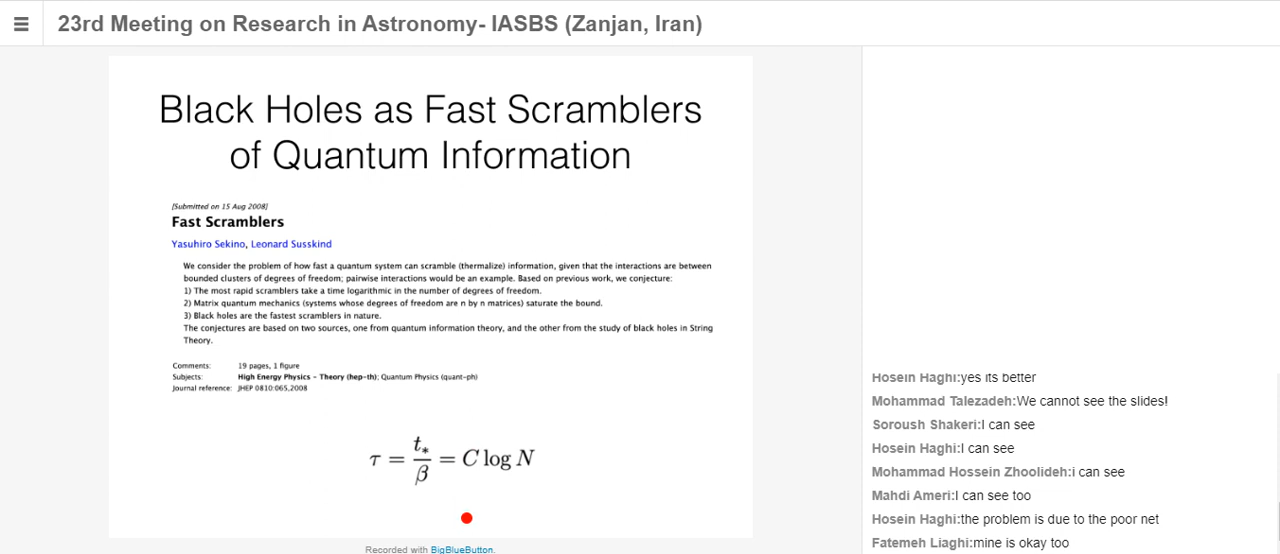 23rd Meeting on Research in Astronomy- IASBS (Zanjan, Iran)
Black Holes as Fast Scramblers
of Quantum Information
[Submitted on 15 Aug 2008]
Fast Scramblers
Yasuhiro Sekino, Leonard Susskind
We consider the problem of how fast a quantum system can scramble (thermalize) information, given that the interactions are between
bounded clusters of degrees of freedom; pairwise interactions would be an example. Based on previous work, we conjecture:
1) The most rapid scramblers take a time logarithmic in the number of degrees of freedom.
2) Matrix quantum mechanics (systems whose degrees of freedom are n by n matrices) saturate the bound.
3) Black holes are the fastest scramblers in nature.
The conjectures are based on two sources, one from quantum information theory, and the other from the study of black holes in String
Theory.
Comments: 19 pages, 1 figure
Subjects: High Energy Physics - Theory (hep-th); Quantum Physics (quant-ph)
Journal reference: JHEP 0810:065,2008
τ = t* / β = C log N
Recorded with BigBlueButton.
Hosein Haghi:yes its better
Mohammad Talezadeh:We cannot see the slides!
Soroush Shakeri:I can see
Hosein Haghi:I can see
Mohammad Hossein Zhoolideh:i can see
Mahdi Ameri:I can see too
Hosein Haghi:the problem is due to the poor net
Fatemeh Liaghi:mine is okay too